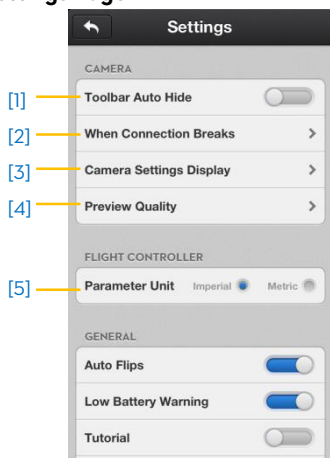 Settings
CAMERA
[1] Toolbar Auto Hide
[2] When Connection Breaks
[3] Camera Settings Display
[4] Preview Quality
FLIGHT CONTROLLER
[5] Parameter Unit Imperial Metric
GENERAL
Auto Flips
Low Battery Warning
Tutorial